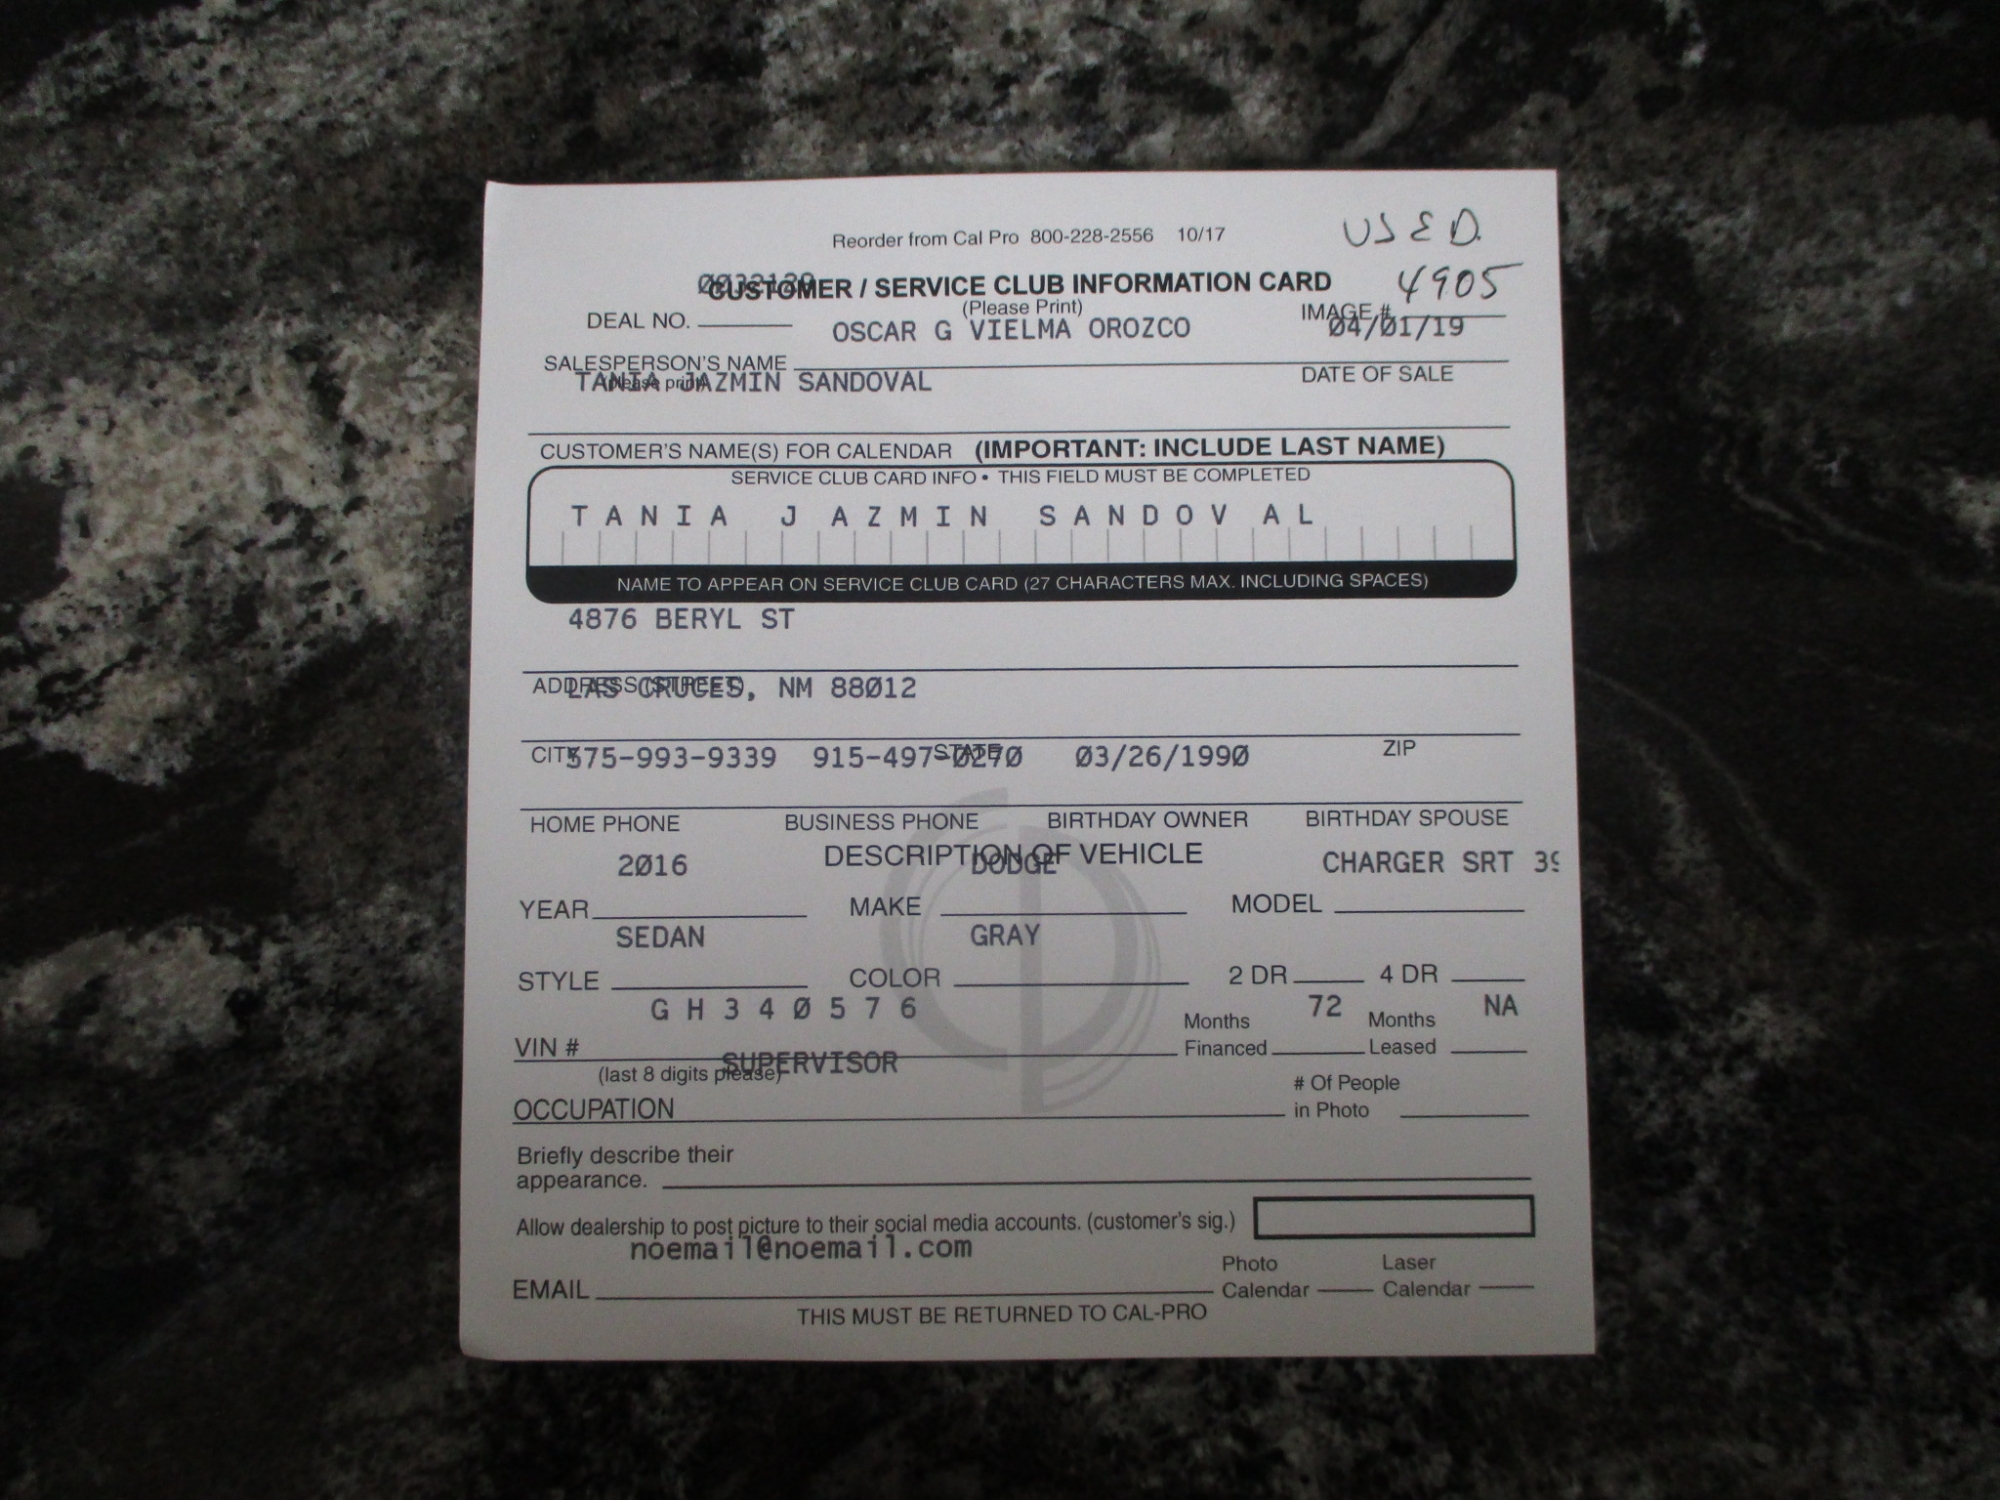 Reorder from Cal Pro 800-228-2556 10/17
USED
CUSTOMER / SERVICE CLUB INFORMATION CARD 4905
(Please Print)
DEAL NO. IMAGE #
OSCAR G VIELMA OROZCO 04/01/19
SALESPERSON'S NAME
(please print) DATE OF SALE
TANIA JAZMIN SANDOVAL
CUSTOMER'S NAME(S) FOR CALENDAR (IMPORTANT: INCLUDE LAST NAME)
SERVICE CLUB CARD INFO • THIS FIELD MUST BE COMPLETED
TANIA JAZMIN SANDOVAL
NAME TO APPEAR ON SERVICE CLUB CARD (27 CHARACTERS MAX. INCLUDING SPACES)
4876 BERYL ST
ADDRESS (STREET)
LAS CRUCES, NM 88012
CITY STATE ZIP
575-993-9339 915-497-0270 03/26/1990
HOME PHONE BUSINESS PHONE BIRTHDAY OWNER BIRTHDAY SPOUSE
DESCRIPTION OF VEHICLE
2016 DODGE CHARGER SRT
YEAR MAKE MODEL
SEDAN GRAY
STYLE COLOR 2 DR 4 DR
GH340576 72 NA
VIN # Months Financed Months Leased
(last 8 digits please)
SUPERVISOR
OCCUPATION # Of People in Photo
Briefly describe their
appearance.
Allow dealership to post picture to their social media accounts. (customer's sig.)
noemail@noemail.com
EMAIL Photo Calendar Laser Calendar
THIS MUST BE RETURNED TO CAL-PRO